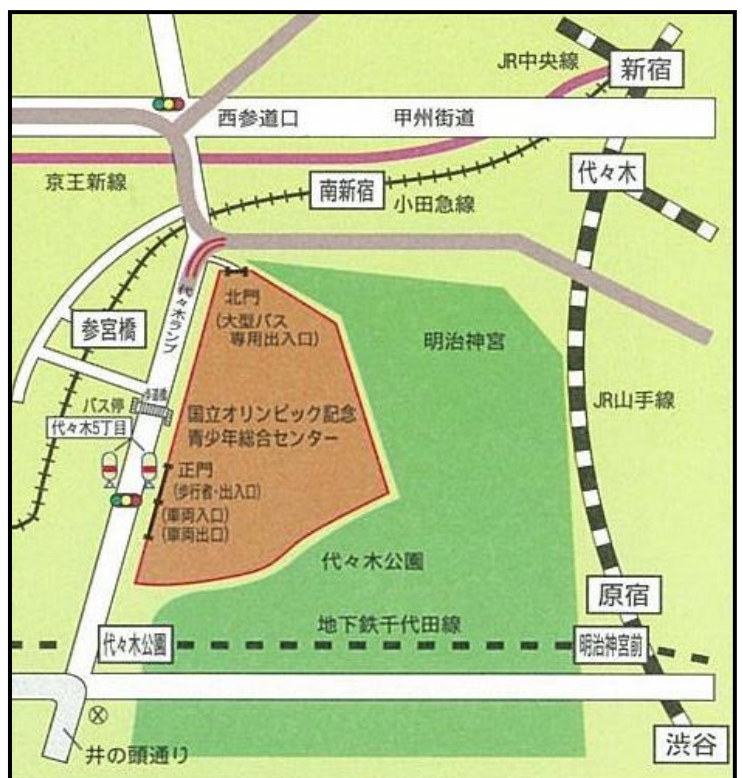 JR中央線
新宿
西参道口
甲州街道
代々木
京王新線
南新宿
小田急線
代々木ランプ
北門
(大型バス
専用出入口)
明治神宮
参宮橋
JR山手線
歩道橋
バス停
代々木5丁目
国立オリンピック記念
青少年総合センター
正門
(歩行者・出入口)
(車両入口)
(車両出口)
代々木公園
原宿
地下鉄千代田線
代々木公園
明治神宮前
渋谷
井の頭通り